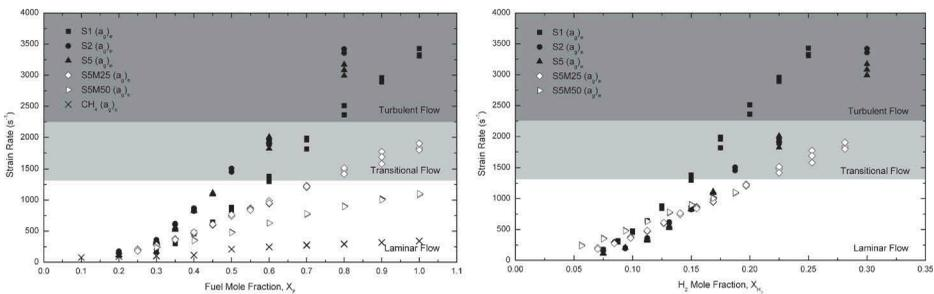 4000
3500
3000
2500
2000
1500
1000
500
0
Strain Rate (s⁻¹)
S1 (a_g)_e
S2 (a_g)_e
S5 (a_g)_e
S5M25 (a_g)_e
S5M50 (a_g)_e
CH₄ (a_g)_e
Turbulent Flow
Transitional Flow
Laminar Flow
0.0 0.1 0.2 0.3 0.4 0.5 0.6 0.7 0.8 0.9 1.0 1.1
Fuel Mole Fraction, X_F
4000
3500
3000
2500
2000
1500
1000
500
0
Strain Rate (s⁻¹)
S1 (a_g)_e
S2 (a_g)_e
S5 (a_g)_e
S5M25 (a_g)_e
S5M50 (a_g)_e
Turbulent Flow
Transitional Flow
Laminar Flow
0.00 0.05 0.10 0.15 0.20 0.25 0.30 0.35
H₂ Mole Fraction, X_H₂